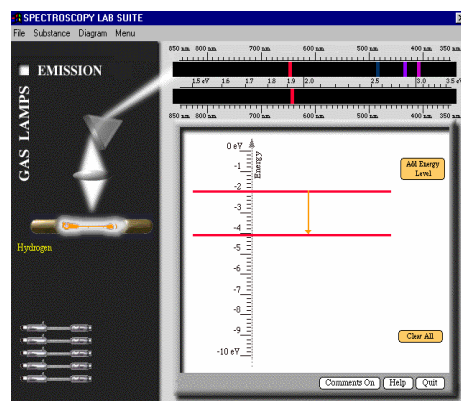 SPECTROSCOPY LAB SUITE
File Substance Diagram Menu
EMISSION
GAS LAMPS
Hydrogen
850 nm 800 nm 700 nm 600 nm 500 nm 400 nm 350 nm
1.5 eV 1.6 1.7 1.8 1.9 2.0 2.5 3.0 3.5 eV
850 nm 800 nm 700 nm 600 nm 500 nm 400 nm 350 nm
0 eV
Energy
-1
-2
-3
-4
-5
-6
-7
-8
-9
-10 eV
Add Energy
Level
Clear All
Comments On Help Quit